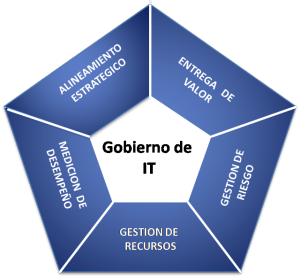 ALINEAMIENTO
ESTRATEGICO
ENTREGA DE
VALOR
Gobierno de
IT
MEDICION DE
DESEMPEÑO
GESTION DE
RIESGO
GESTION DE
RECURSOS